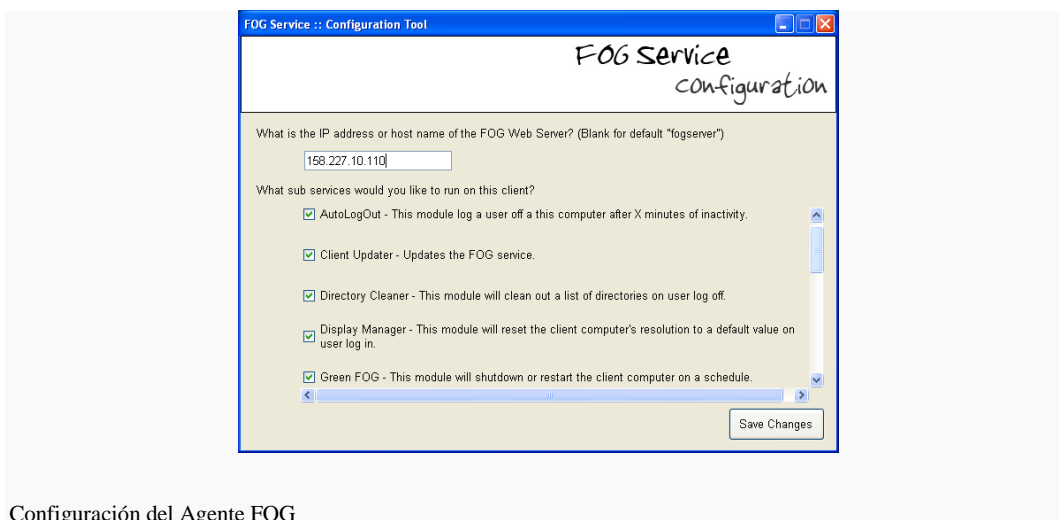 FOG Service :: Configuration Tool
FOG Service
configuration
What is the IP address or host name of the FOG Web Server? (Blank for default "fogserver")
158.227.10.110
What sub services would you like to run on this client?
AutoLogOut - This module log a user off a this computer after X minutes of inactivity.
Client Updater - Updates the FOG service.
Directory Cleaner - This module will clean out a list of directories on user log off.
Display Manager - This module will reset the client computer's resolution to a default value on
user log in.
Green FOG - This module will shutdown or restart the client computer on a schedule.
Save Changes
Configuración del Agente FOG